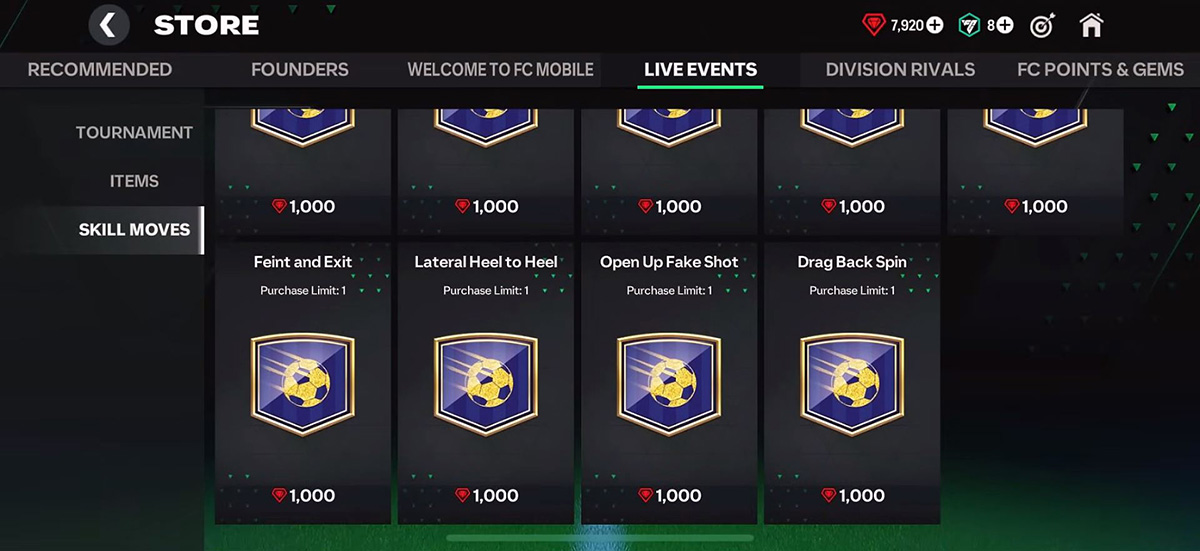 STORE
7,920
8
RECOMMENDED
FOUNDERS
WELCOME TO FC MOBILE
LIVE EVENTS
DIVISION RIVALS
FC POINTS & GEMS
TOURNAMENT
ITEMS
SKILL MOVES
1,000
1,000
1,000
1,000
1,000
Feint and Exit
Purchase Limit: 1
1,000
Lateral Heel to Heel
Purchase Limit: 1
1,000
Open Up Fake Shot
Purchase Limit: 1
1,000
Drag Back Spin
Purchase Limit: 1
1,000